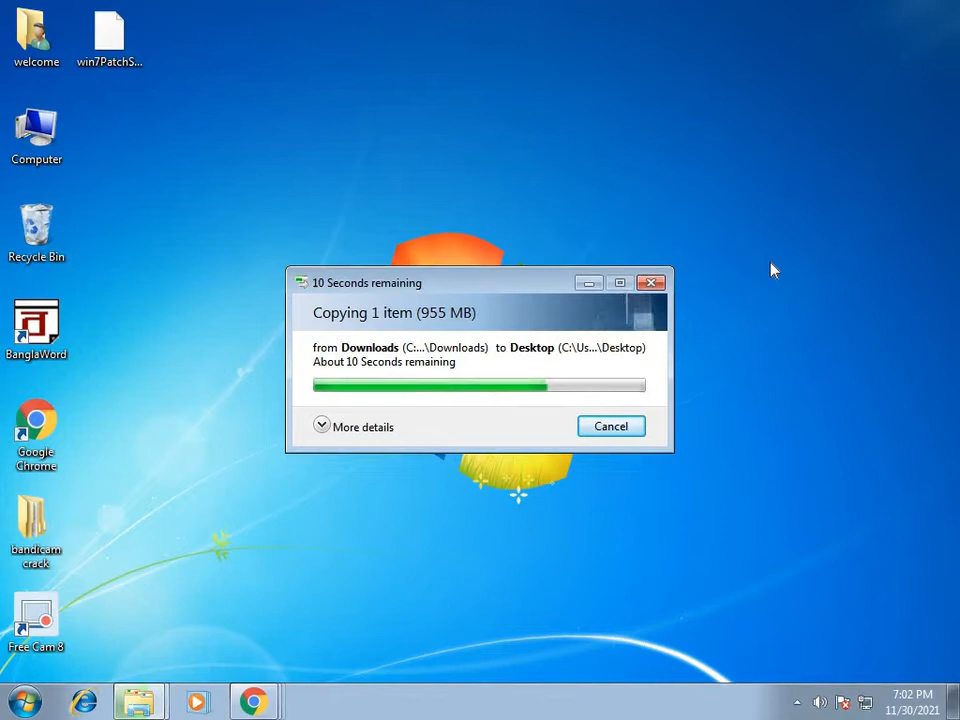 welcome
win7PatchS...
Computer
Recycle Bin
BanglaWord
Google
Chrome
bandicam
crack
Free Cam 8
10 Seconds remaining
Copying 1 item (955 MB)
from Downloads (C:...\Downloads) to Desktop (C:\Us...\Desktop)
About 10 Seconds remaining
More details
Cancel
7:02 PM
11/30/2021